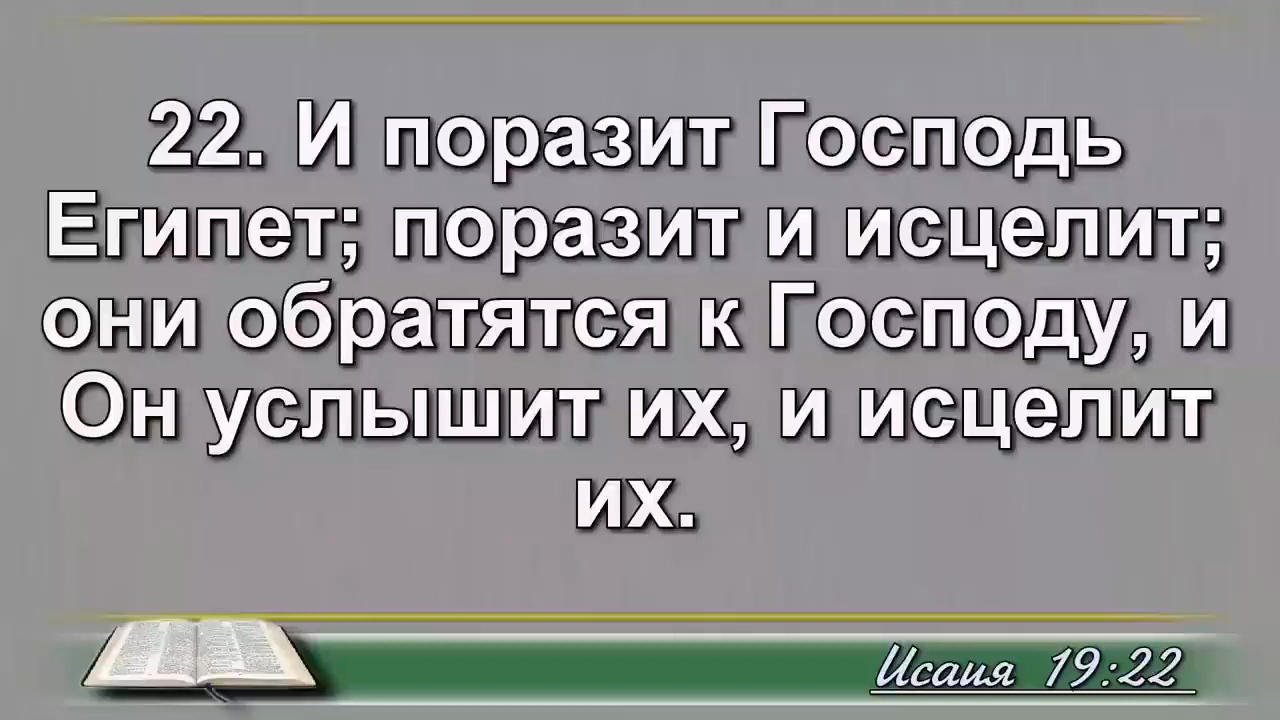 22. И поразит Господь
Египет; поразит и исцелит;
они обратятся к Господу, и
Он услышит их, и исцелит
их.
Исаия 19:22